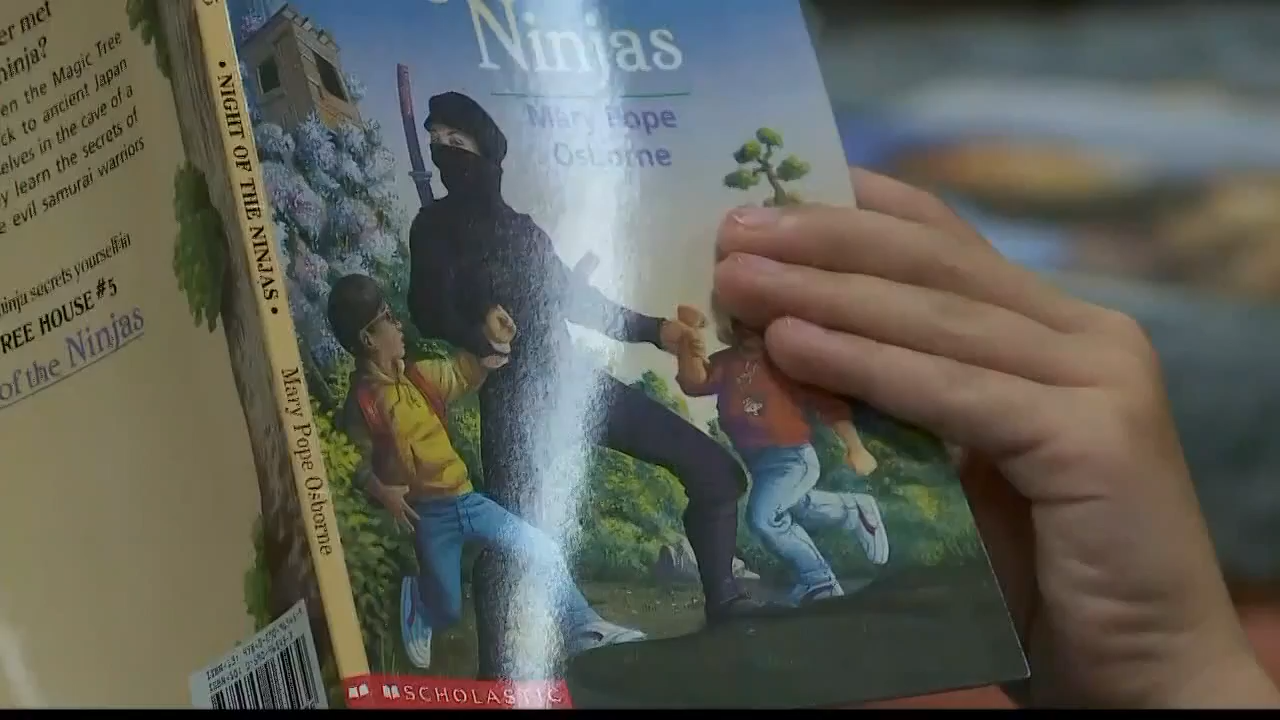 er met
ninja?
en the Magic Tree
ck to ancient Japan
elves in the cave of a
y learn the secrets of
e evil samurai warriors
ninja secrets yourself in
REE HOUSE #5
of the Ninjas
• NIGHT OF THE NINJAS •
Mary Pope Osborne
Ninjas
Mary Pope
Osborne
SCHOLASTIC